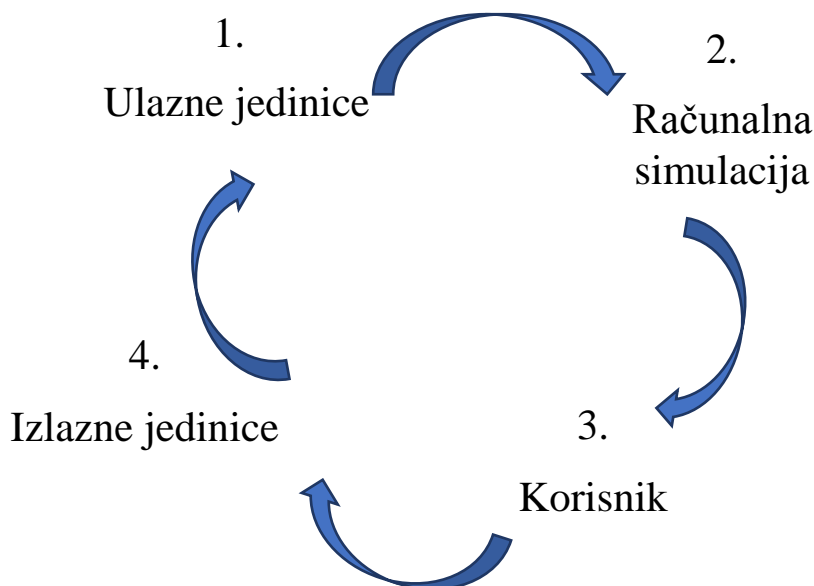 1.
Ulazne jedinice
2.
Računalna
simulacija
3.
Korisnik
4.
Izlazne jedinice